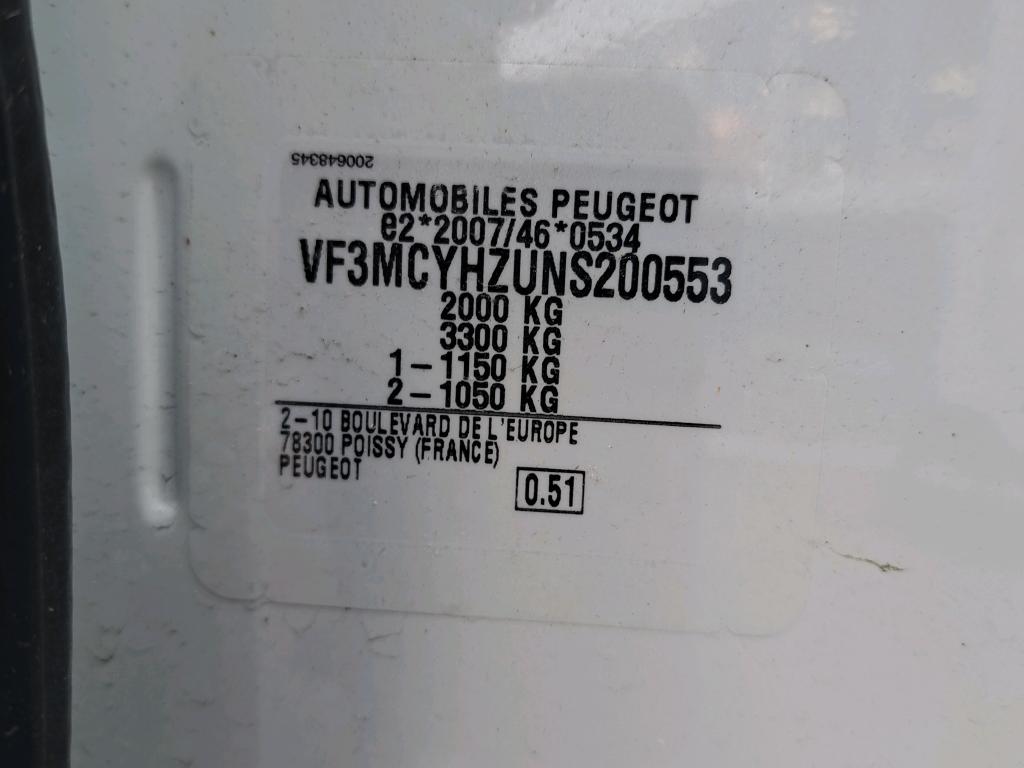 200648345
AUTOMOBILES PEUGEOT
e2*2007/46*0534
VF3MCYHZUNS200553
2000 KG
3300 KG
1-1150 KG
2-1050 KG
2-10 BOULEVARD DE L'EUROPE
78300 POISSY (FRANCE)
PEUGEOT
0.51